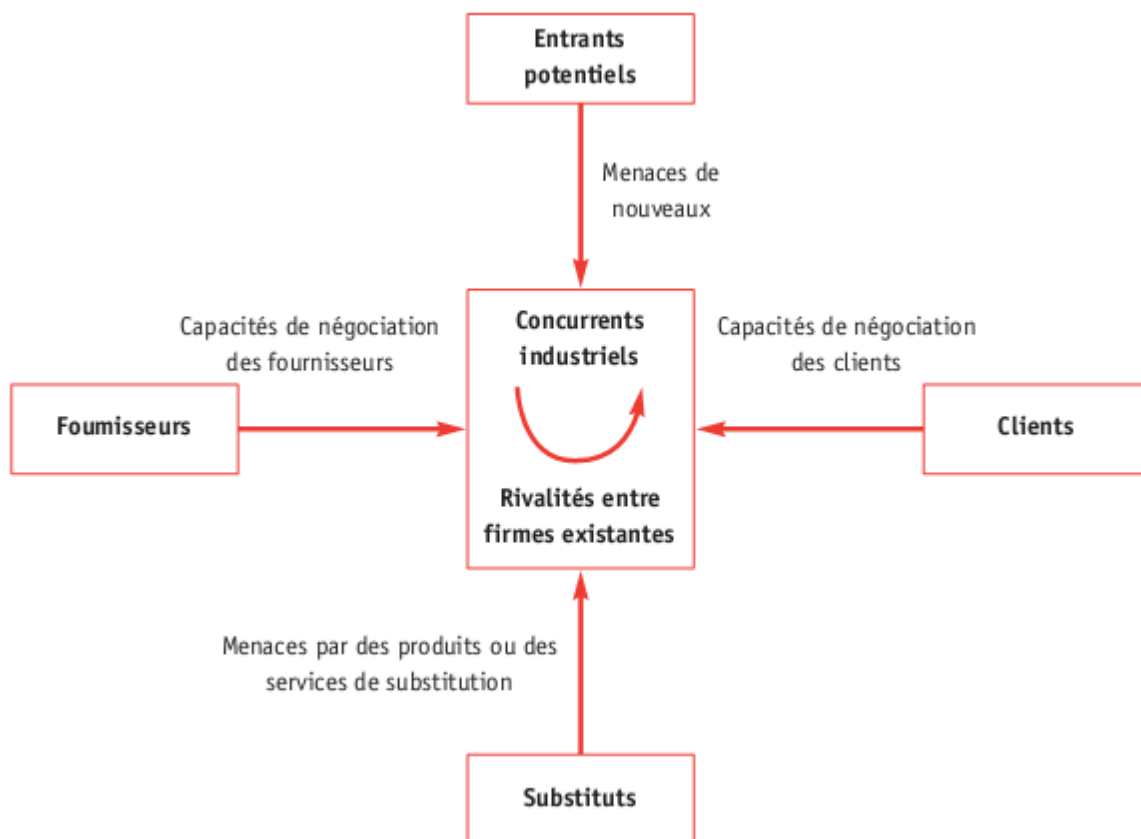 Entrants
potentiels
Menaces de
nouveaux
Capacités de négociation
des fournisseurs
Concurrents
industriels
Capacités de négociation
des clients
Foumisseurs
Clients
Rivalités entre
firmes existantes
Menaces par des produits ou des
services de substitution
Substituts